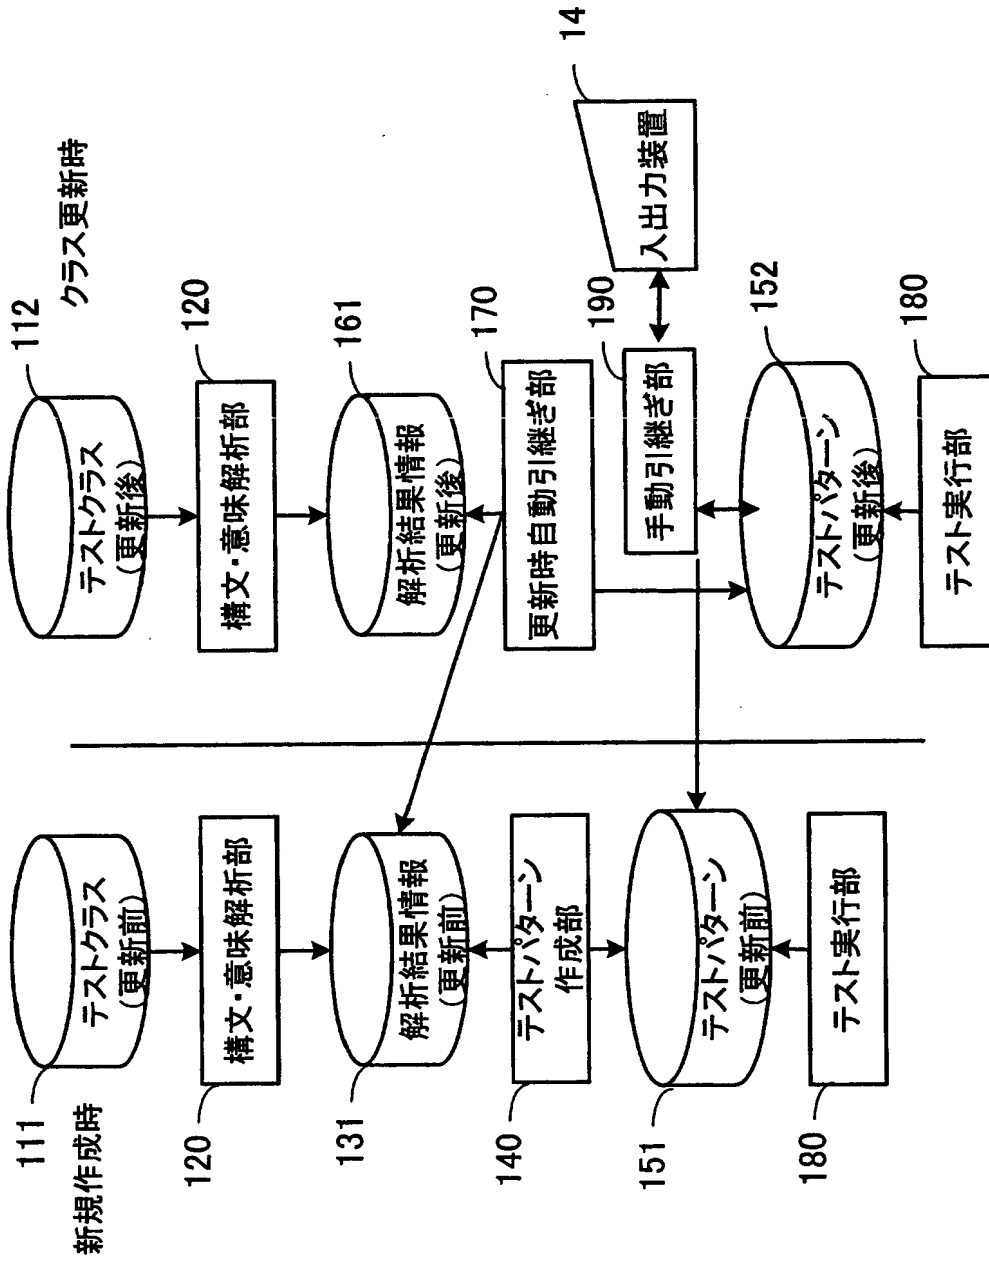 新規作成時
111
テストクラス
(更新前)
120
構文・意味解析部
131
解析結果情報
(更新前)
140
テストパターン
作成部
151
テストパターン
(更新前)
180
テスト実行部
クラス更新時
112
テストクラス
(更新後)
120
構文・意味解析部
161
解析結果情報
(更新後)
170
更新時自動引継ぎ部
190
手動引継ぎ部
14
入出力装置
152
テストパターン
(更新後)
180
テスト実行部